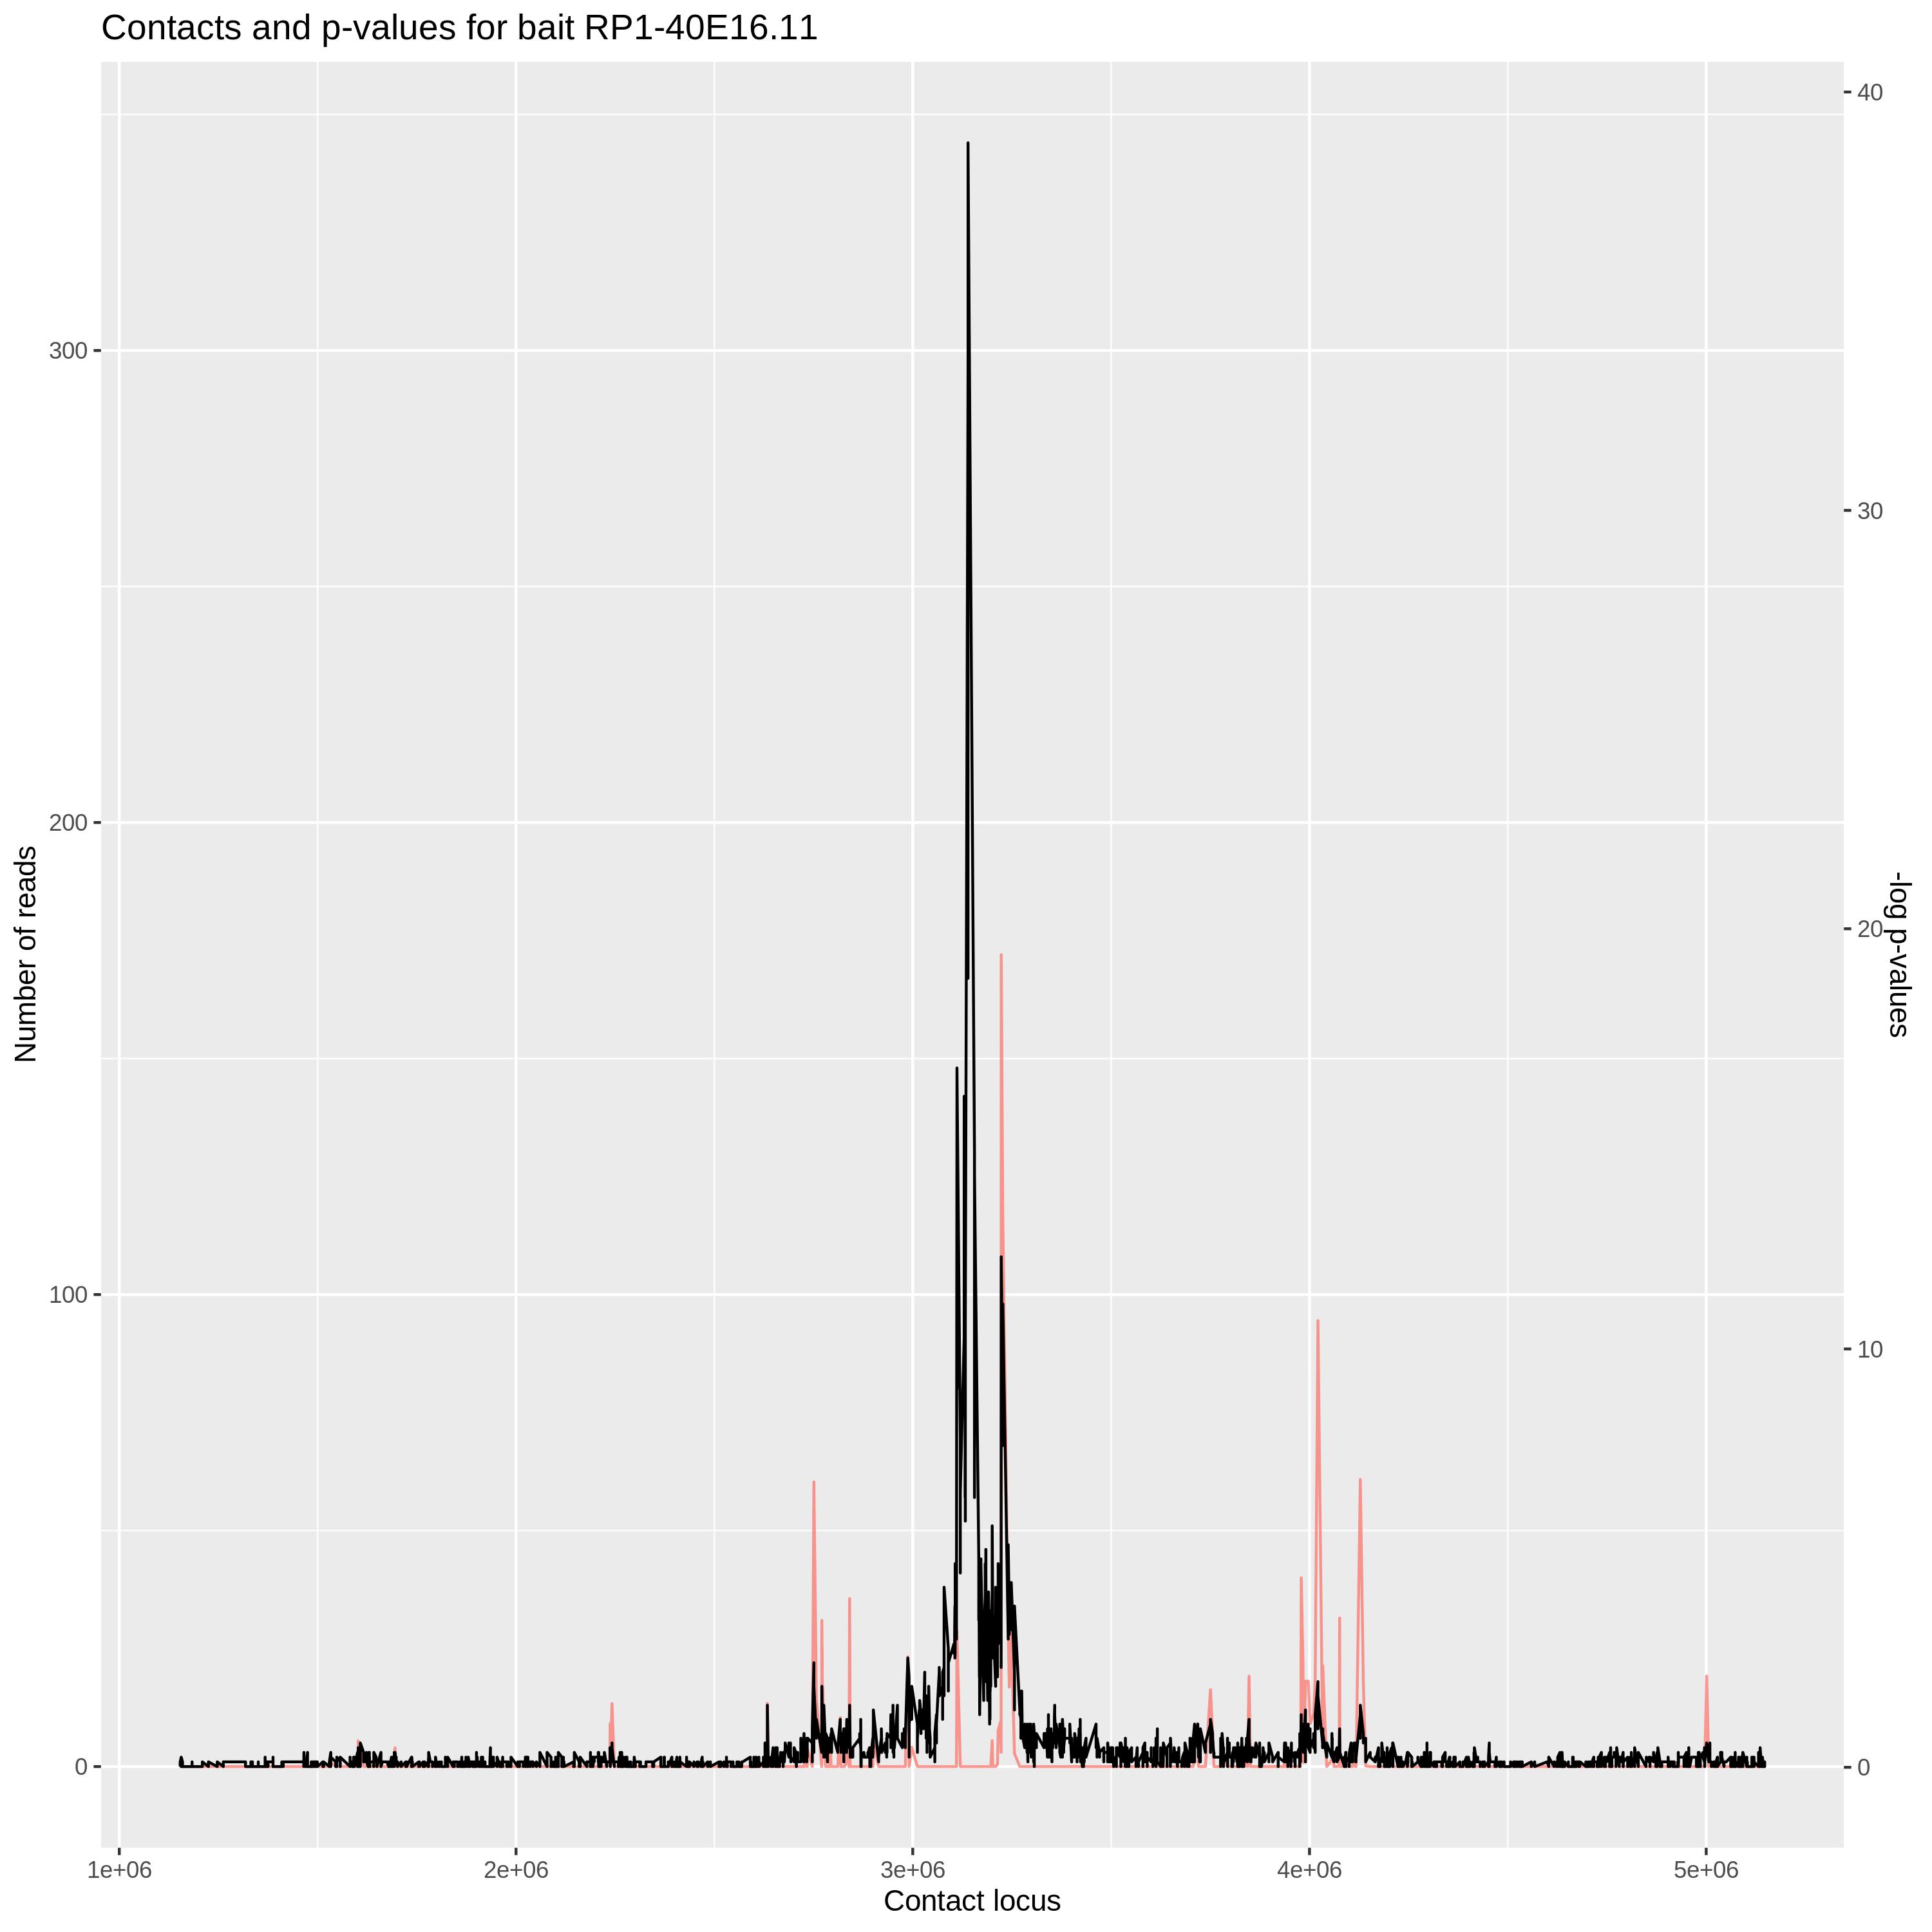 Contacts and p-values for bait RP1-40E16.11
40
300
30
200
20
100
10
0
0
Number of reads
-log p-values
1e+06
2e+06
3e+06
4e+06
5e+06
Contact locus